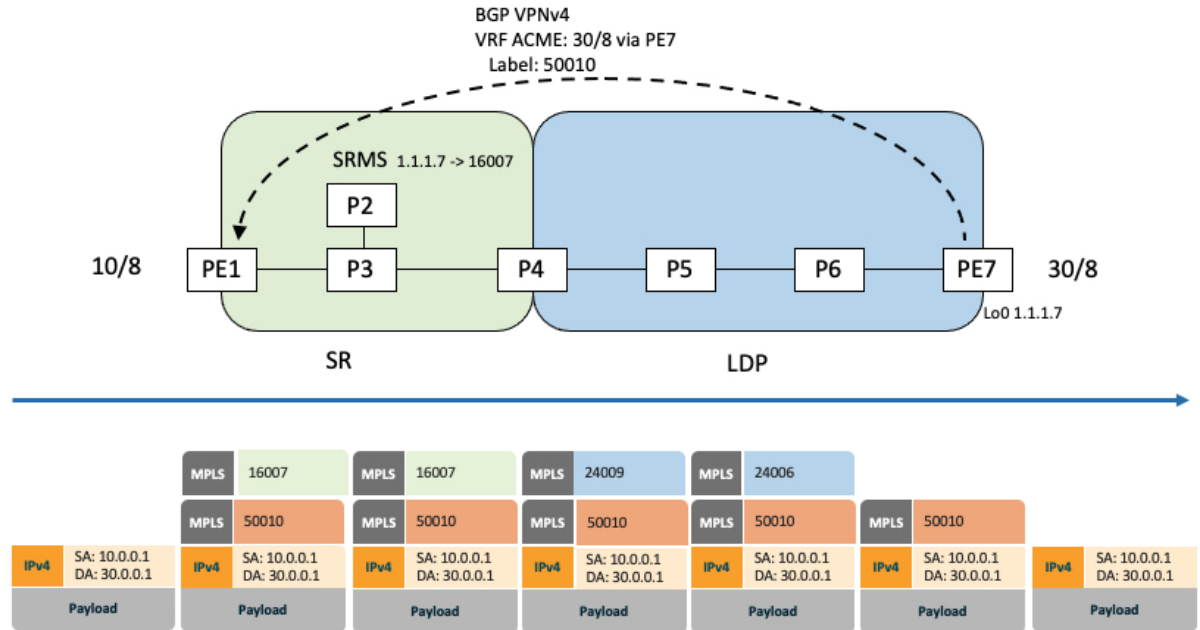 BGP VPNv4
VRF ACME: 30/8 via PE7
Label: 50010
SRMS 1.1.1.7 -> 16007
P2
10/8 PE1 P3 P4 P5 P6 PE7 30/8
Lo0 1.1.1.7
SR LDP
MPLS 16007 MPLS 16007 MPLS 24009 MPLS 24006
MPLS 50010 MPLS 50010 MPLS 50010 MPLS 50010 MPLS 50010
IPv4 SA: 10.0.0.1 IPv4 SA: 10.0.0.1 IPv4 SA: 10.0.0.1 IPv4 SA: 10.0.0.1 IPv4 SA: 10.0.0.1 IPv4 SA: 10.0.0.1 IPv4 SA: 10.0.0.1
DA: 30.0.0.1 DA: 30.0.0.1 DA: 30.0.0.1 DA: 30.0.0.1 DA: 30.0.0.1 DA: 30.0.0.1 DA: 30.0.0.1
Payload Payload Payload Payload Payload Payload Payload